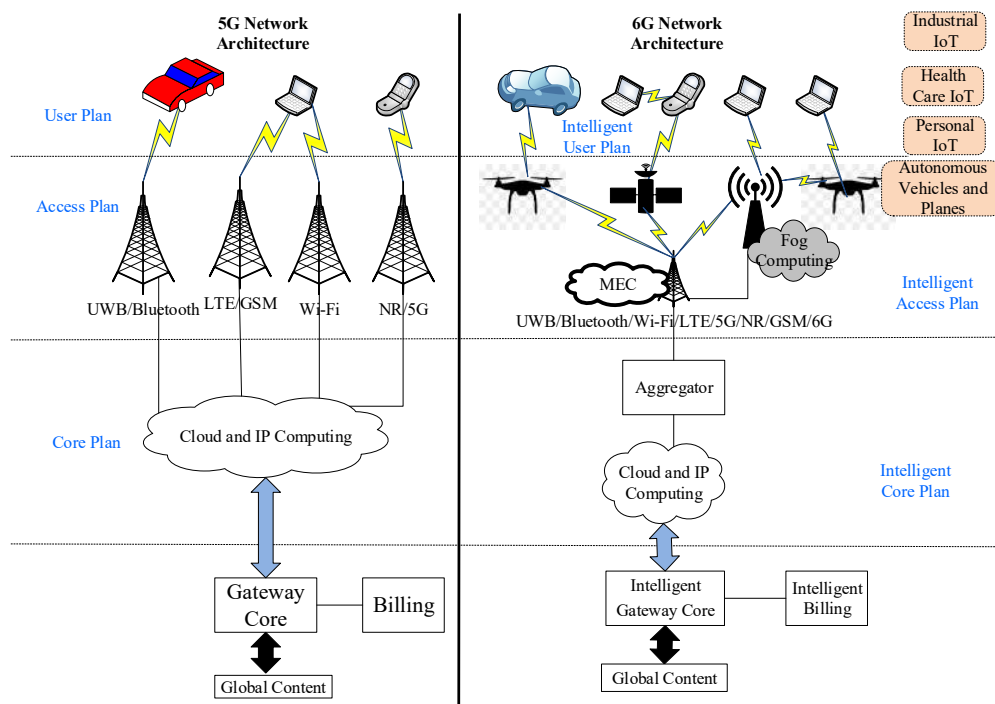 5G Network
Architecture
User Plan
Access Plan
UWB/Bluetooth
LTE/GSM
Wi-Fi
NR/5G
Core Plan
Cloud and IP Computing
Gateway
Core
Billing
Global Content
6G Network
Architecture
Industrial
IoT
Health
Care IoT
Personal
IoT
Autonomous
Vehicles and
Planes
Intelligent
User Plan
Fog
Computing
MEC
Intelligent
Access Plan
UWB/Bluetooth/Wi-Fi/LTE/5G/NR/GSM/6G
Aggregator
Cloud and IP
Computing
Intelligent
Core Plan
Intelligent
Gateway Core
Intelligent
Billing
Global Content